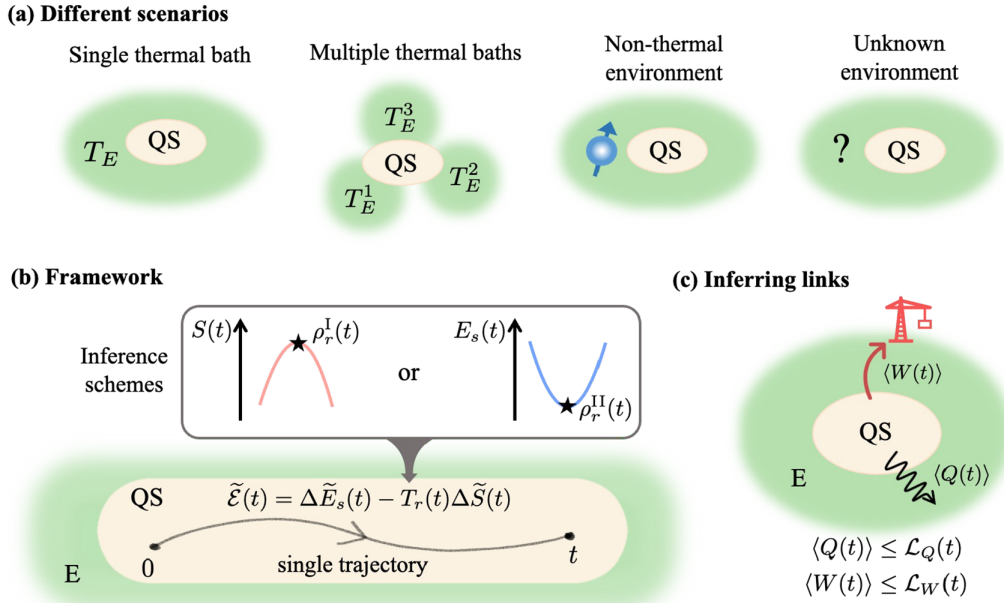 (a) Different scenarios
Single thermal bath
Multiple thermal baths
Non-thermal
environment
Unknown
environment
T_E QS
T_E^3
QS
T_E^1
T_E^2
QS
? QS
(b) Framework
Inference
schemes
S(t)
ρ_r^I(t)
or
E_s(t)
ρ_r^II(t)
QS
Ẽ(t) = ΔẼ_s(t) − T_r(t)ΔS̃(t)
0
single trajectory
t
E
(c) Inferring links
⟨W(t)⟩
QS
E
⟨Q(t)⟩
⟨Q(t)⟩ ≤ ℒ_Q(t)
⟨W(t)⟩ ≤ ℒ_W(t)